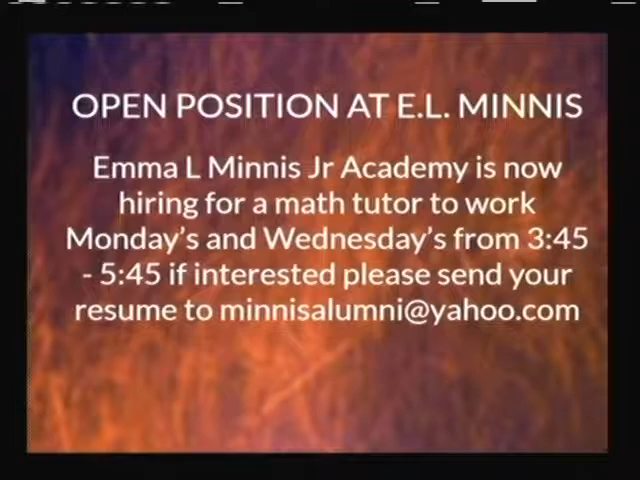 OPEN POSITION AT E.L. MINNIS
Emma L Minnis Jr Academy is now
hiring for a math tutor to work
Monday's and Wednesday's from 3:45
- 5:45 if interested please send your
resume to minnisalumni@yahoo.com